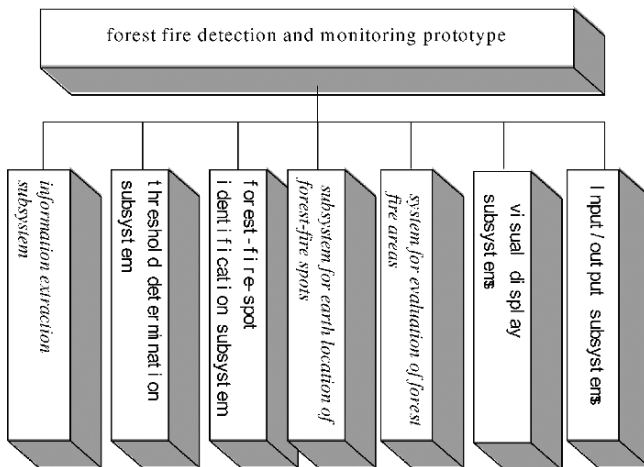 forest fire detection and monitoring prototype
information extraction
subsystem
threshold determination
subsystem
forest-fire-spot
identification subsystem
subsystem for earth location of
forest-fire spots
system for evaluation of forest
fire areas
visual display
subsystems
Input/output subsystems